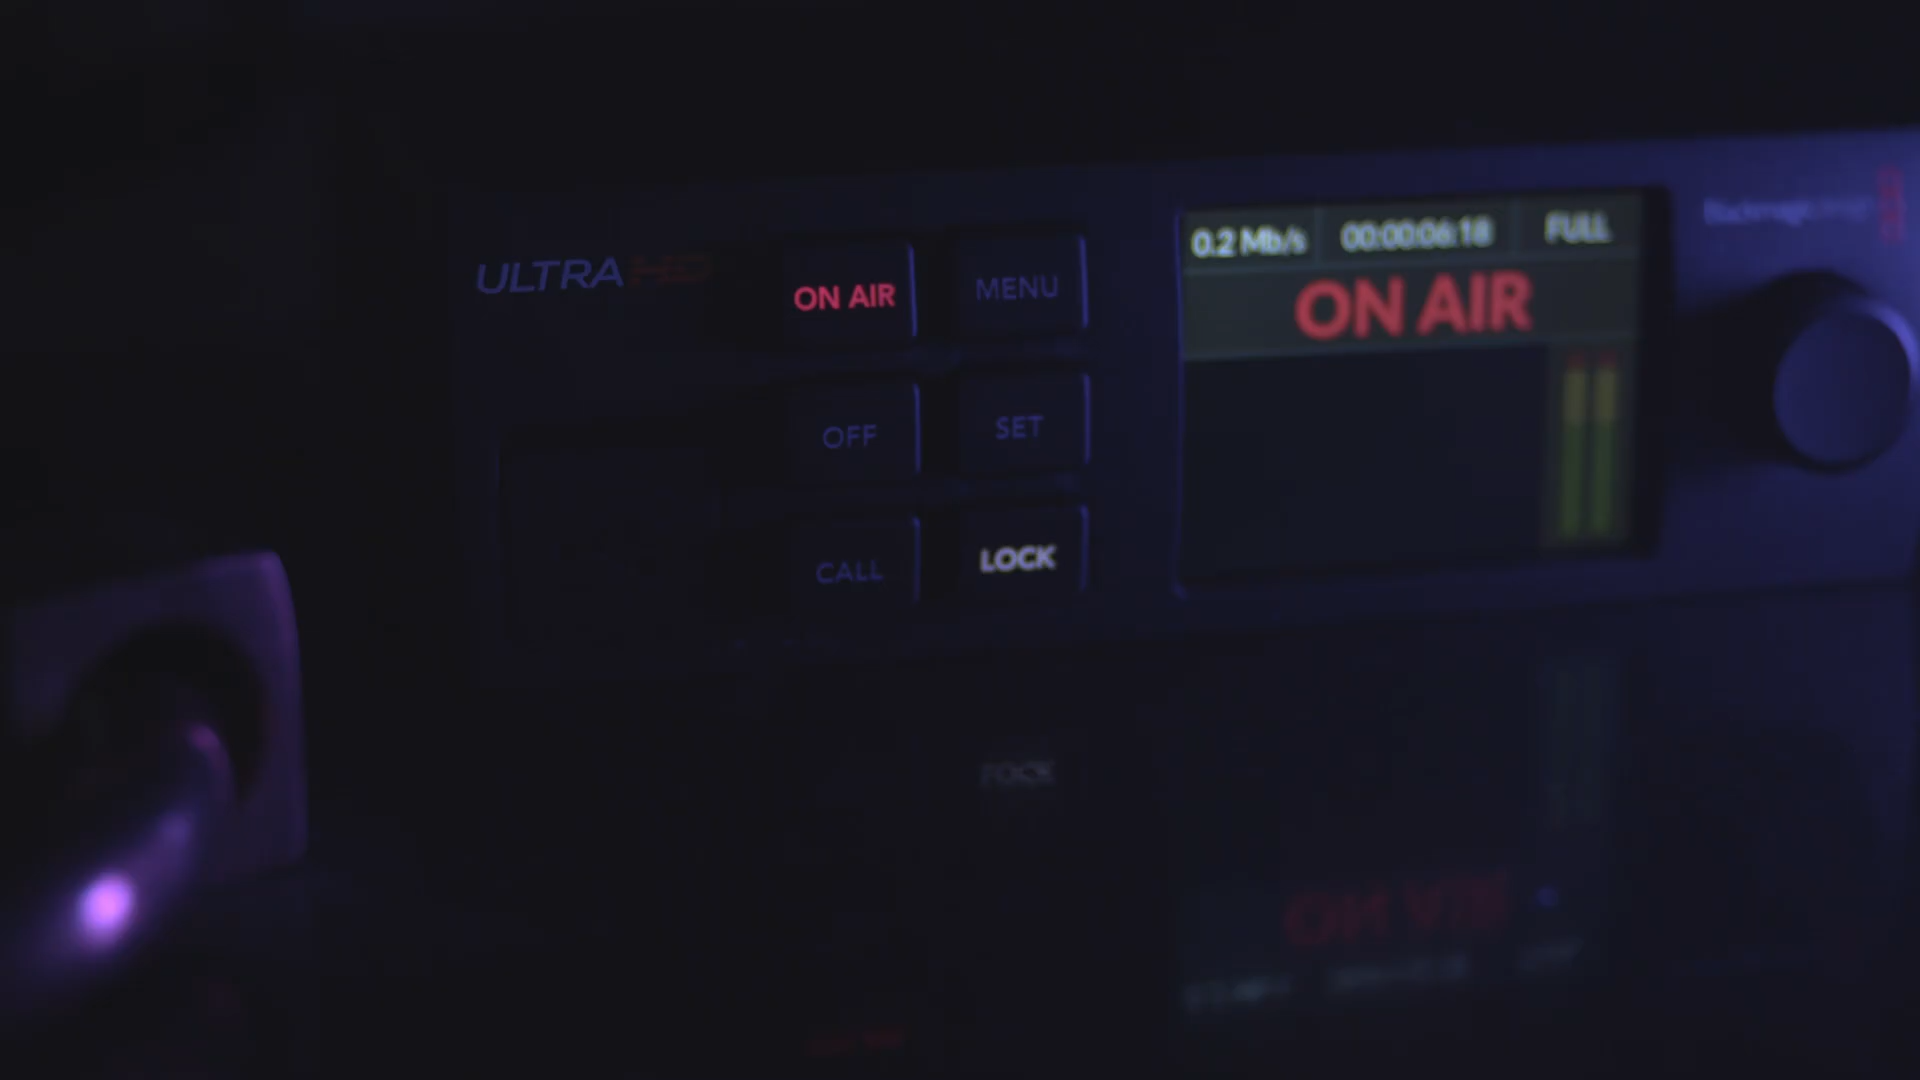 ULTRA HD
ON AIR
MENU
OFF
SET
CALL
LOCK
0.2 Mb/s
00:00:06:18
FULL
ON AIR
Blackmagicdesign